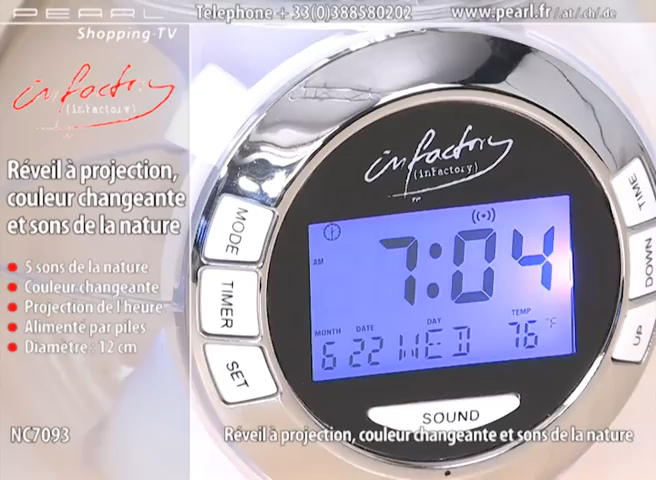 PEARL
Shopping-TV
Telephone + 33(0)388580202
www.pearl.fr /.at/.ch/.de
infactory
(inFactory)
Réveil à projection,
couleur changeante
et sons de la nature
5 sons de la nature
Couleur changeante
Projection de l'heure
Alimenté par piles
Diamètre : 12 cm
NC7093
infactory
(inFactory)
TM
MODE
TIMER
SET
AM
7:04
MONTH DATE DAY TEMP
6 22 WED 76 °F
TIME
DOWN
UP
SOUND
Réveil à projection, couleur changeante et sons de la nature